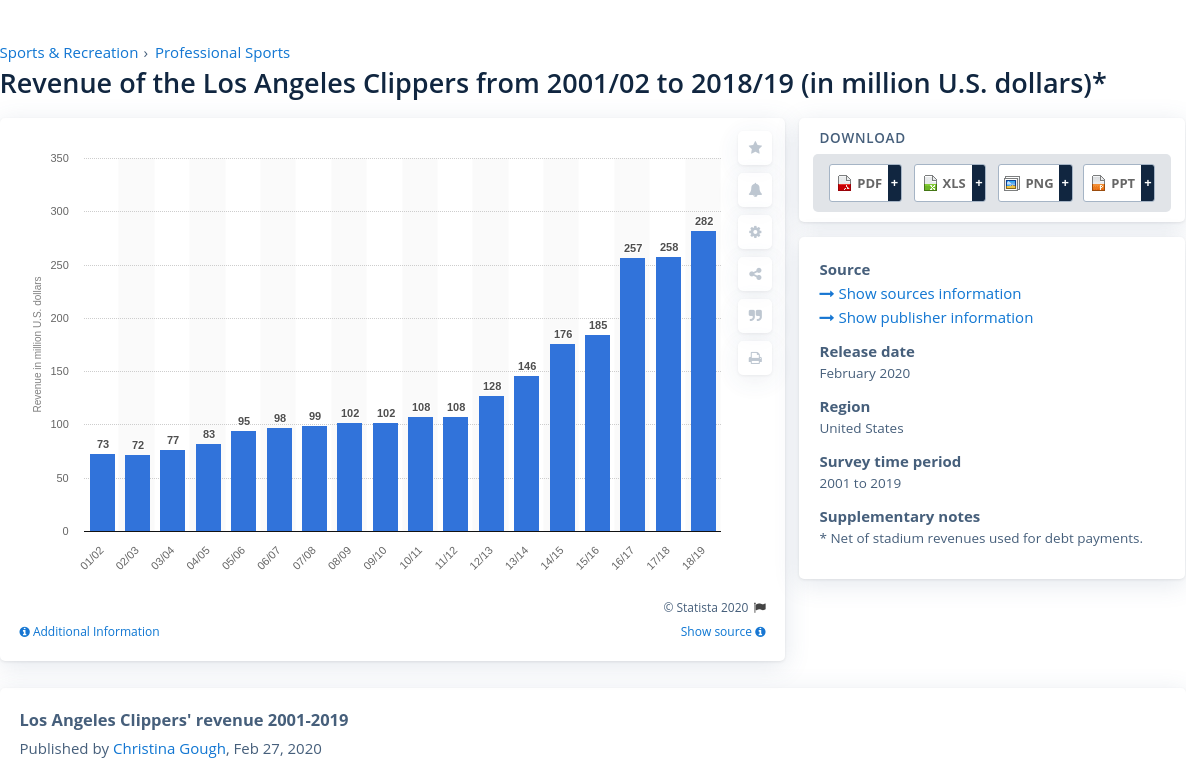 Sports & Recreation › Professional Sports
Revenue of the Los Angeles Clippers from 2001/02 to 2018/19 (in million U.S. dollars)*
Revenue in million U.S. dollars
350
300
250
200
150
100
50
0
73
72
77
83
95
98
99
102
102
108
108
128
146
176
185
257
258
282
01/02
02/03
03/04
04/05
05/06
06/07
07/08
08/09
09/10
10/11
11/12
12/13
13/14
14/15
15/16
16/17
17/18
18/19
© Statista 2020
Additional Information
Show source
DOWNLOAD
PDF + XLS + PNG + PPT +
Source
Show sources information
Show publisher information
Release date
February 2020
Region
United States
Survey time period
2001 to 2019
Supplementary notes
* Net of stadium revenues used for debt payments.
Los Angeles Clippers' revenue 2001-2019
Published by Christina Gough, Feb 27, 2020